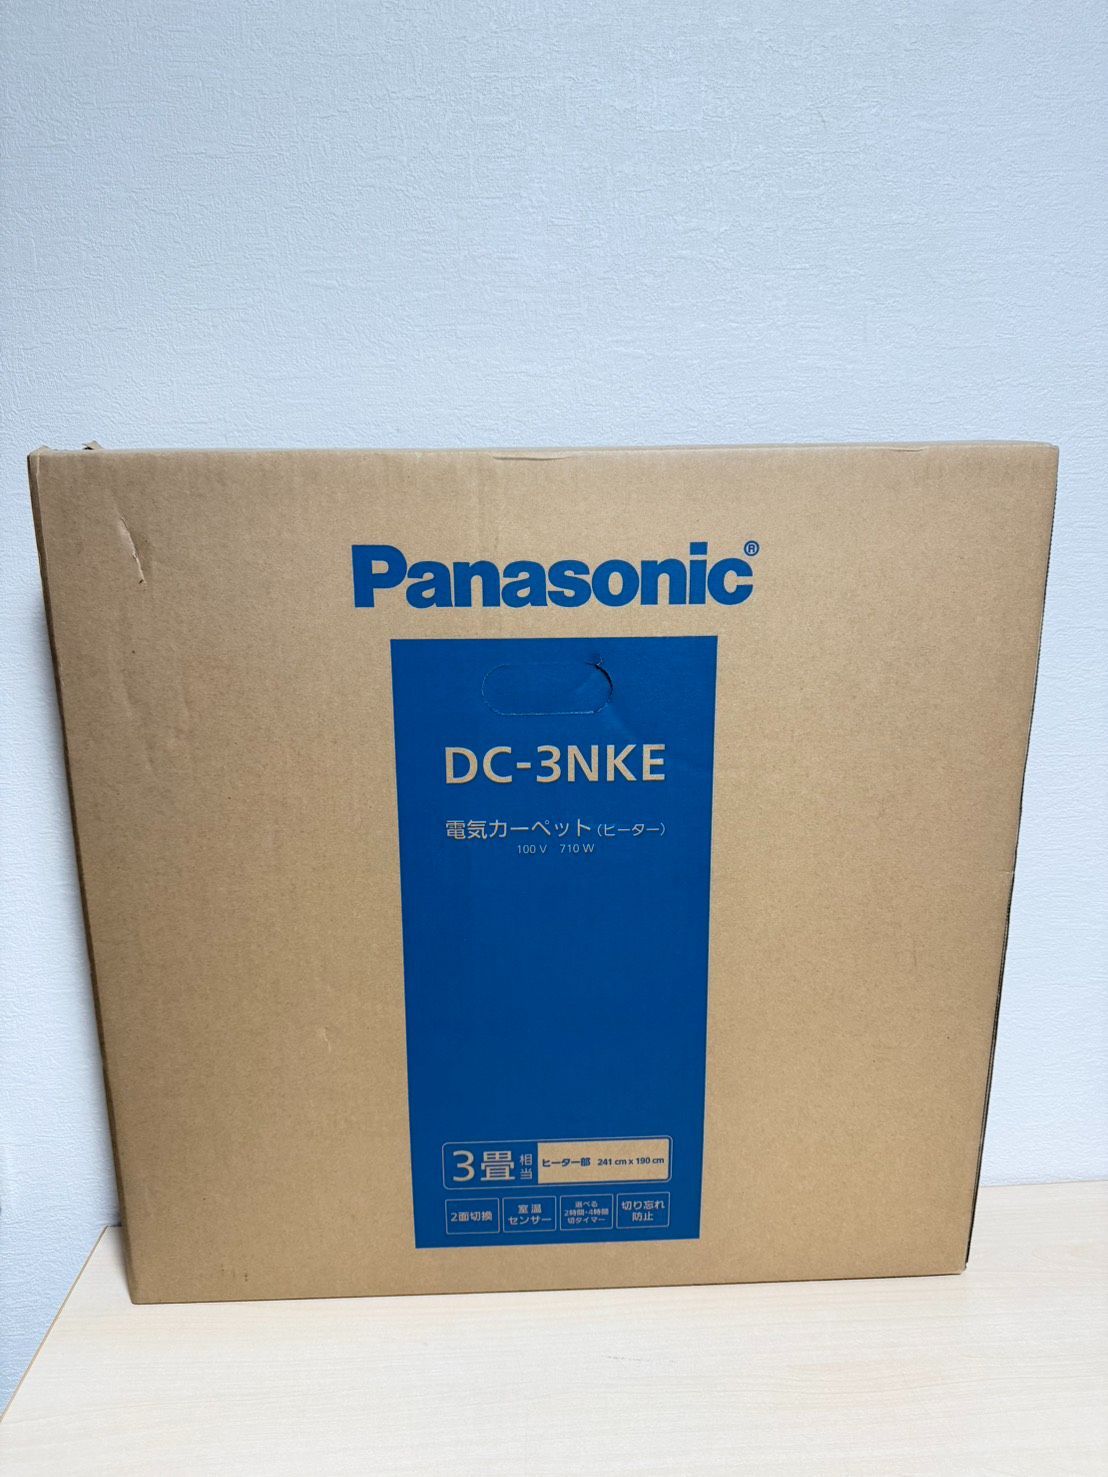 Panasonic®
DC-3NKE
電気カーペット(ヒーター)
100 V 710 W
3畳相当 ヒーター部 241 cm x 190 cm
2面切換
室温
センサー
選べる
2時間・4時間
切タイマー
切り忘れ
防止